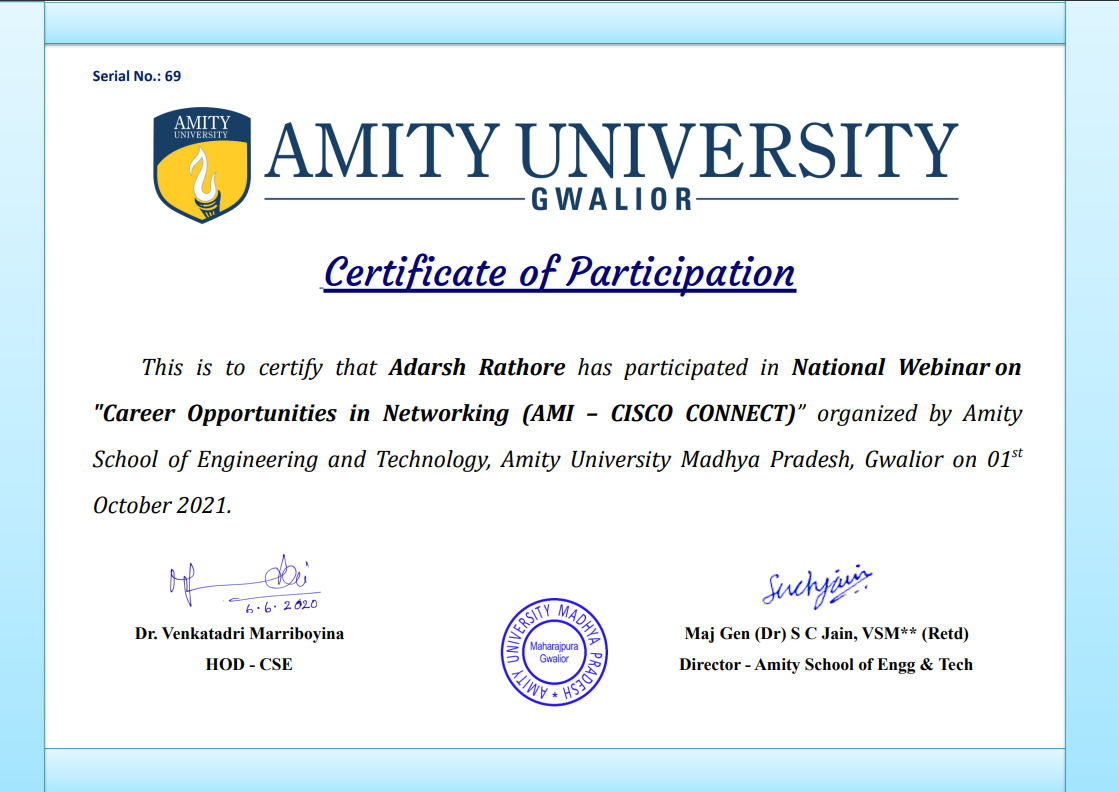 Serial No.: 69
AMITY
UNIVERSITY
AMITY UNIVERSITY
GWALIOR
Certificate of Participation
This is to certify that Adarsh Rathore has participated in National Webinar on
"Career Opportunities in Networking (AMI – CISCO CONNECT)” organized by Amity
School of Engineering and Technology, Amity University Madhya Pradesh, Gwalior on 01st
October 2021.
6.6.2020
Suchjain
Dr. Venkatadri Marriboyina
HOD - CSE
AMITY UNIVERSITY MADHYA PRADESH *
Maharajpura
Gwalior
Maj Gen (Dr) S C Jain, VSM** (Retd)
Director - Amity School of Engg & Tech